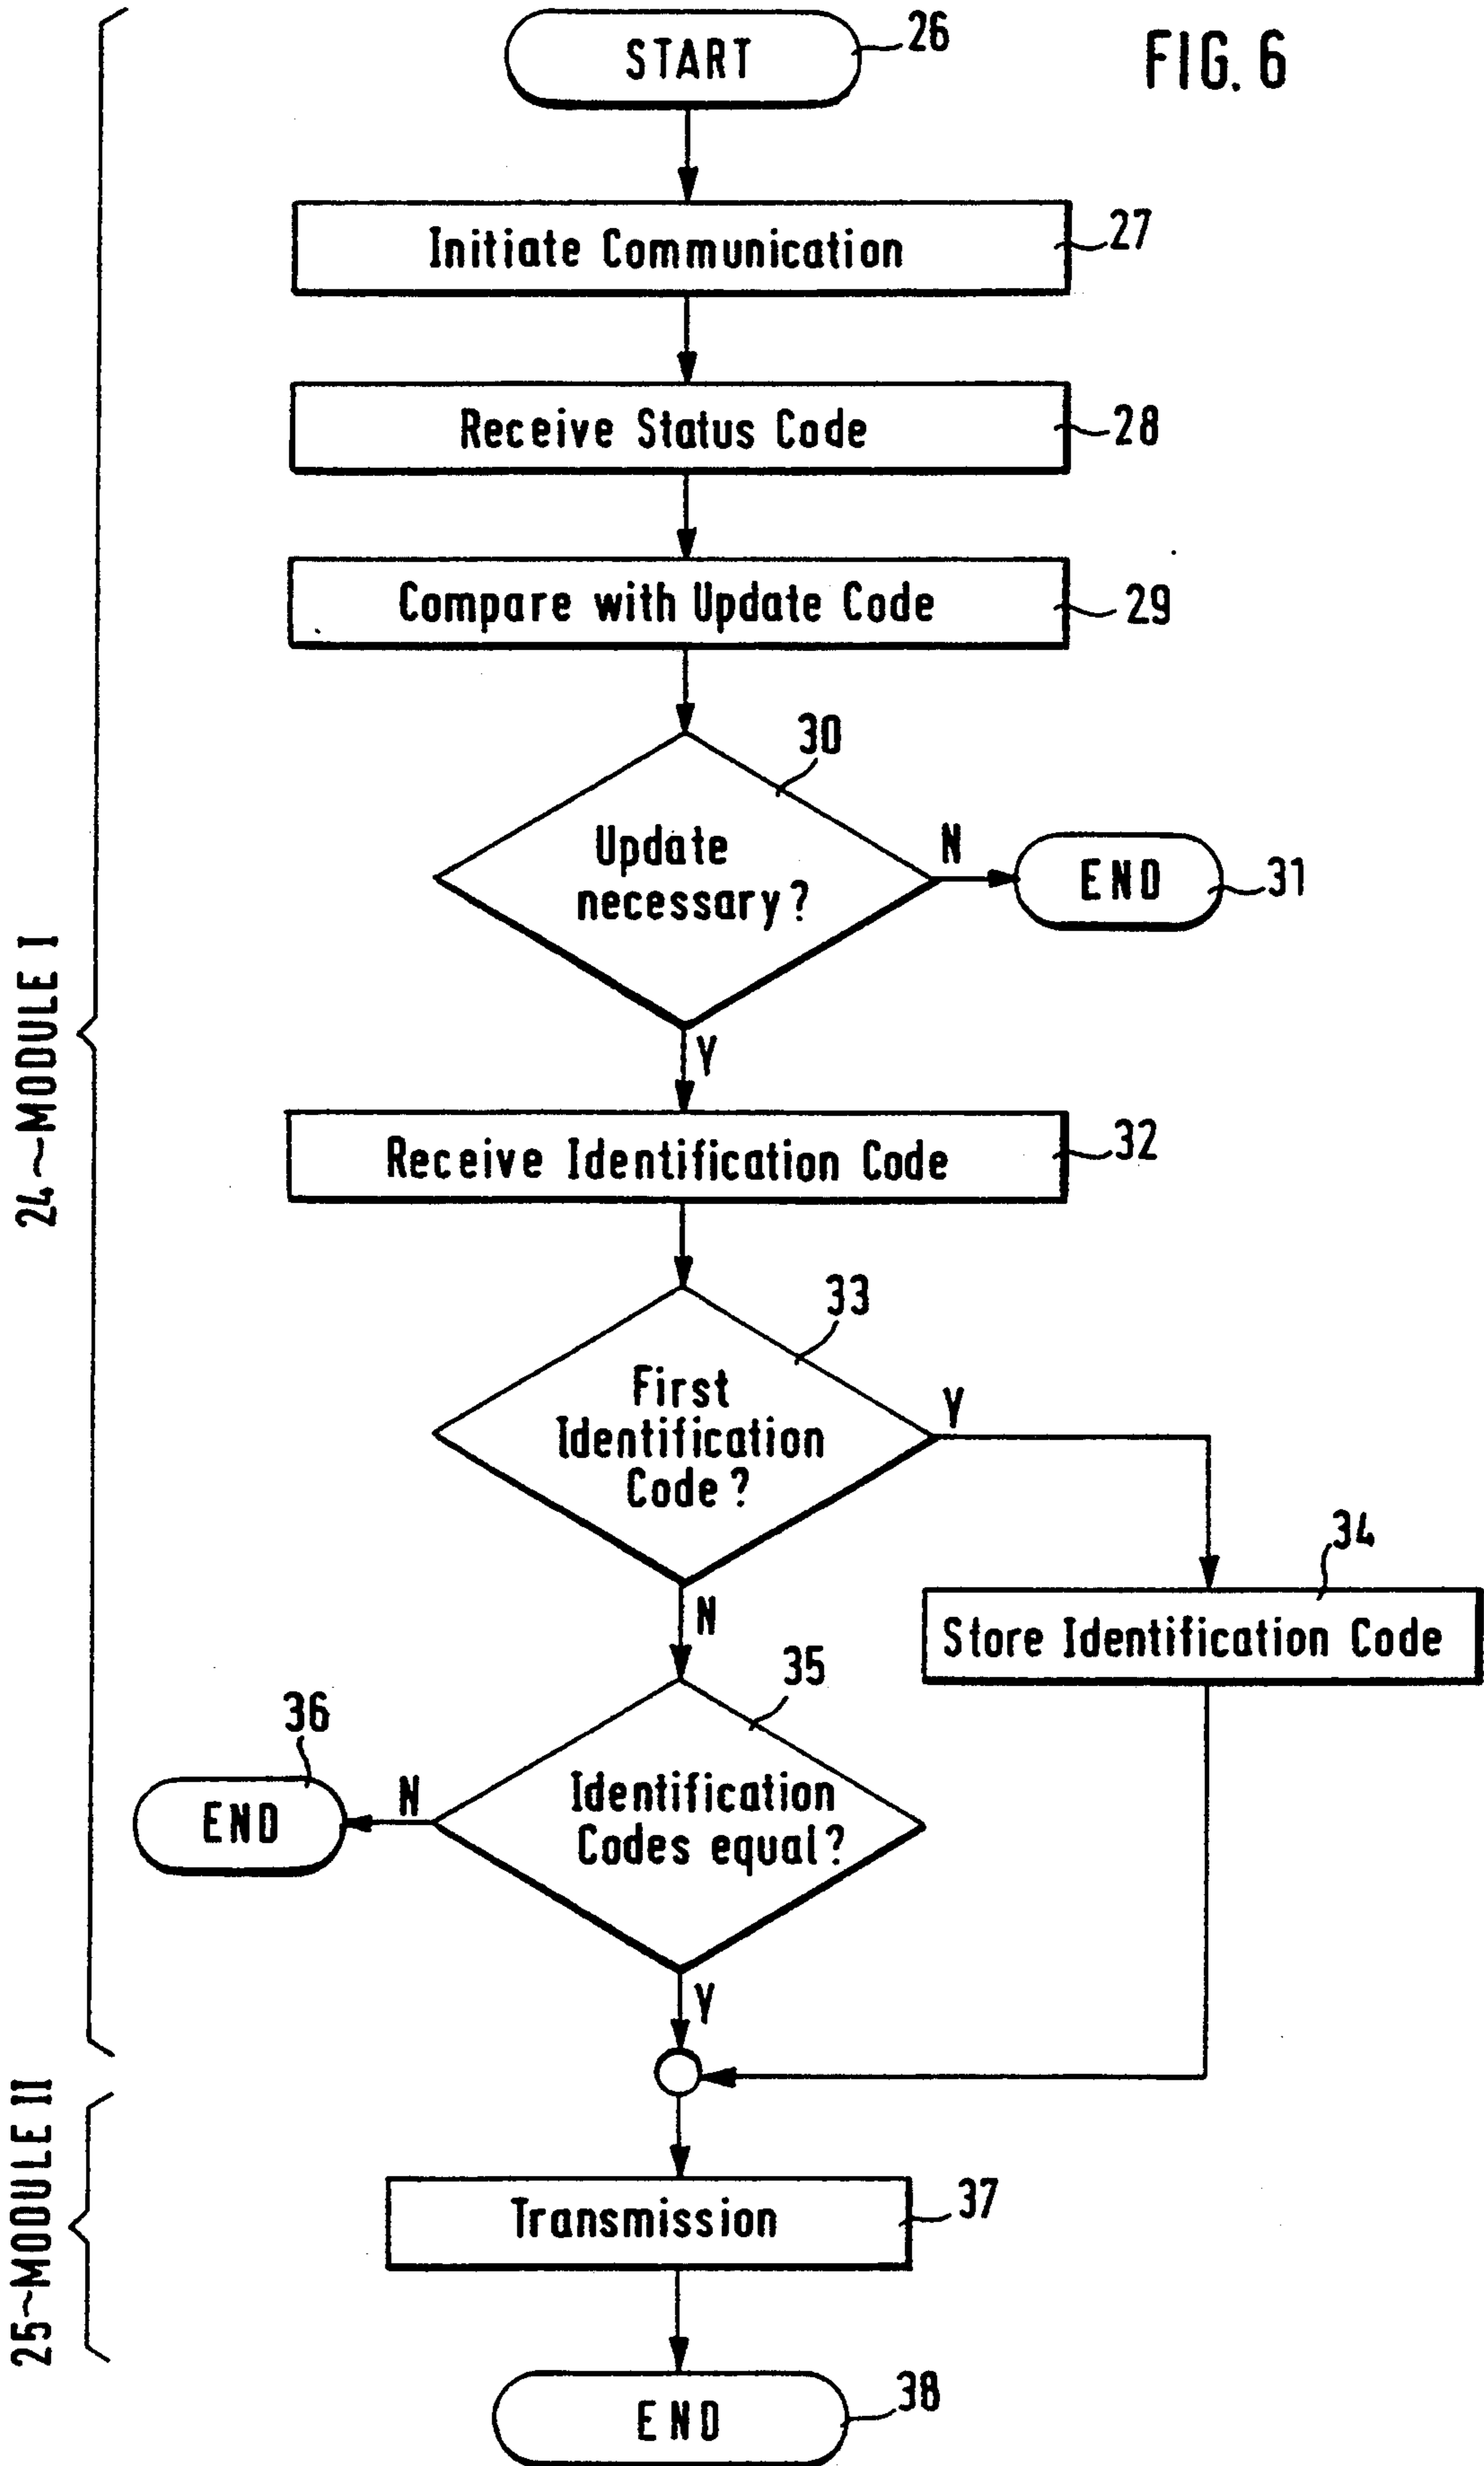 FIG. 6
START
26
Initiate Communication
27
Receive Status Code
28
Compare with Update Code
29
30
Update
necessary?
N
END
31
Y
24~MODULE I
Receive Identification Code
32
33
First
Identification
Code?
Y
34
Store Identification Code
N
35
Identification
Codes equal?
N
36
END
Y
25~MODULE II
Transmission
37
END
38